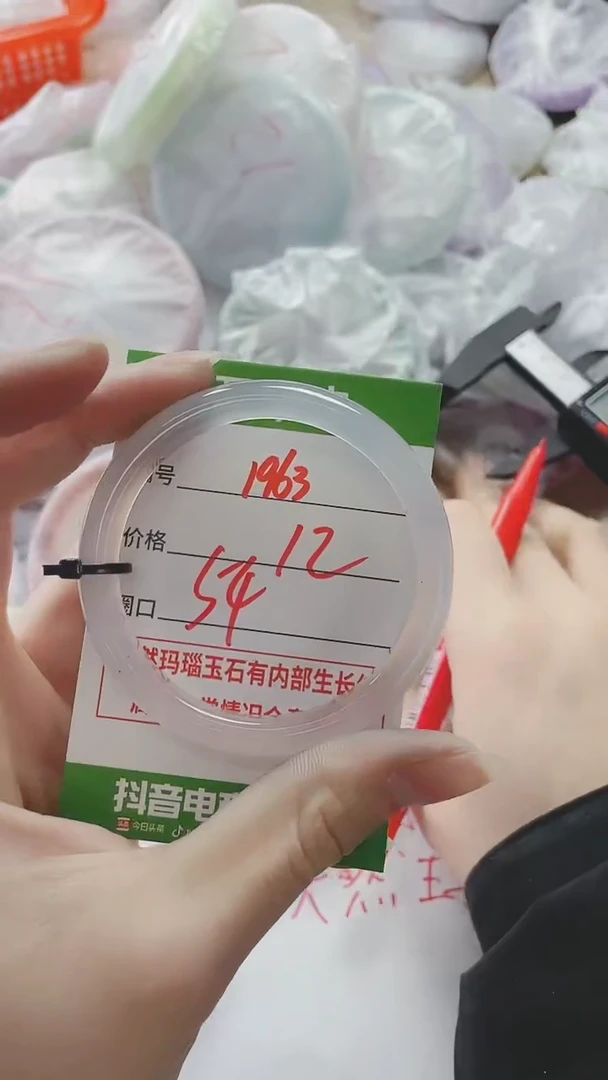 号 1963
价格 12
圈口 54
然玛瑙玉石有内部生长
抖音电
今日头条